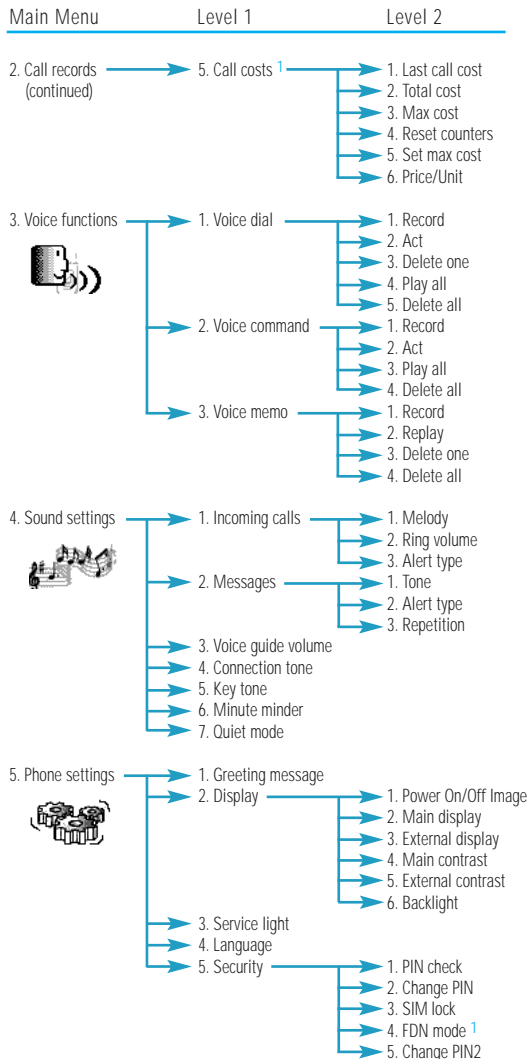 Main Menu Level 1 Level 2
2. Call records 5. Call costs 1 1. Last call cost
(continued) 2. Total cost
3. Max cost
4. Reset counters
5. Set max cost
6. Price/Unit
3. Voice functions 1. Voice dial 1. Record
2. Act
3. Delete one
4. Play all
5. Delete all
2. Voice command 1. Record
2. Act
3. Play all
4. Delete all
3. Voice memo 1. Record
2. Replay
3. Delete one
4. Delete all
4. Sound settings 1. Incoming calls 1. Melody
2. Ring volume
3. Alert type
2. Messages 1. Tone
2. Alert type
3. Repetition
3. Voice guide volume
4. Connection tone
5. Key tone
6. Minute minder
7. Quiet mode
5. Phone settings 1. Greeting message
2. Display 1. Power On/Off Image
2. Main display
3. External display
4. Main contrast
5. External contrast
6. Backlight
3. Service light
4. Language
5. Security 1. PIN check
2. Change PIN
3. SIM lock
4. FDN mode 1
5. Change PIN2